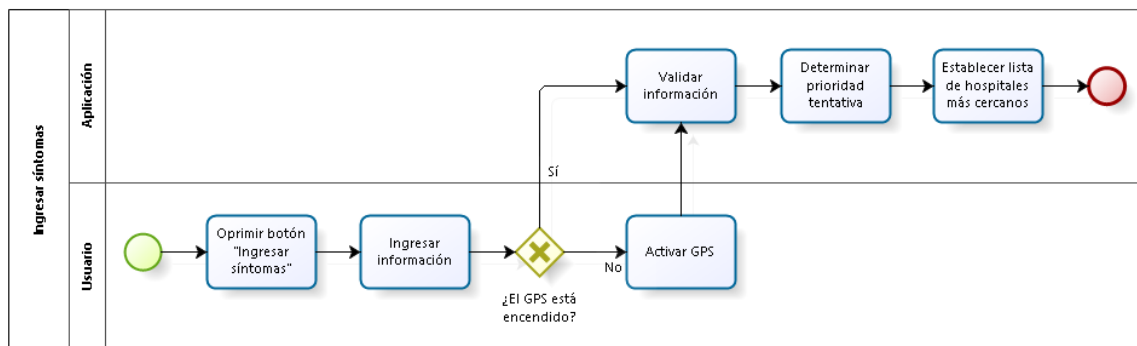 Ingresar síntomas
Aplicación
Validar
información
Determinar
prioridad
tentativa
Establecer lista
de hospitales
más cercanos
Sí
Usuario
Oprimir botón
"Ingresar
síntomas"
Ingresar
información
¿El GPS está
encendido?
No
Activar GPS